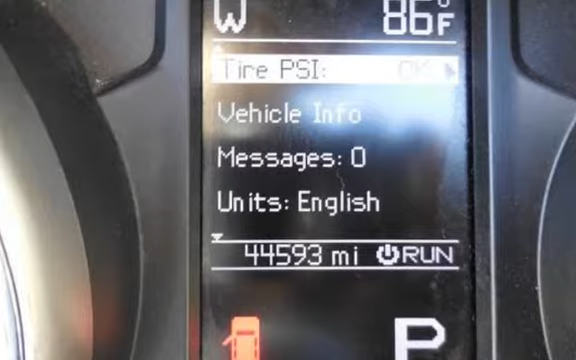 W 86°F
Tire PSI: OK
Vehicle Info
Messages: 0
Units: English
44593 mi RUN
P